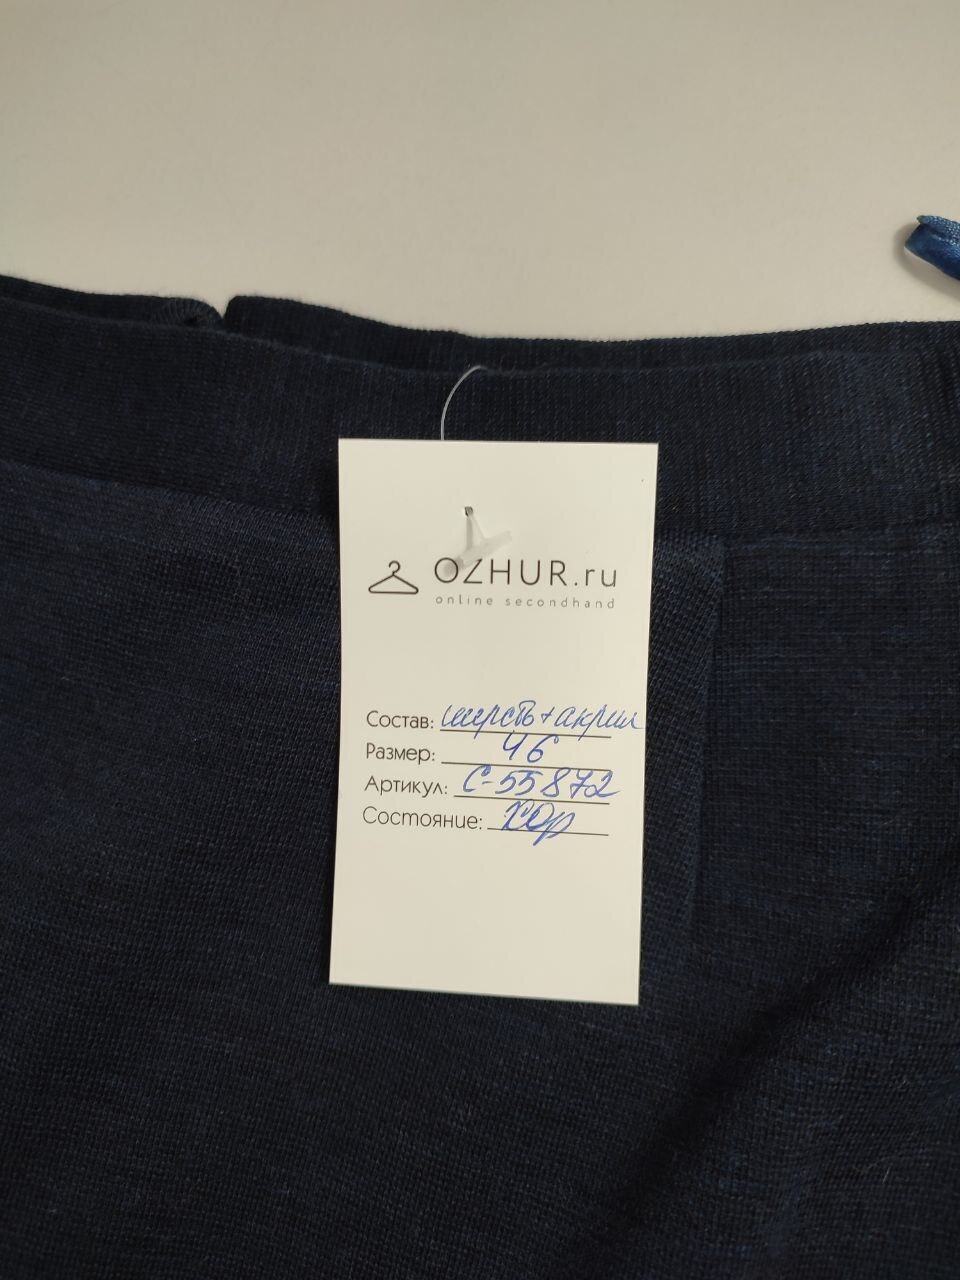 OZHUR.ru
online secondhand
Состав: шерсть+акрил
Размер: 46
Артикул: С-55872
Состояние: хор